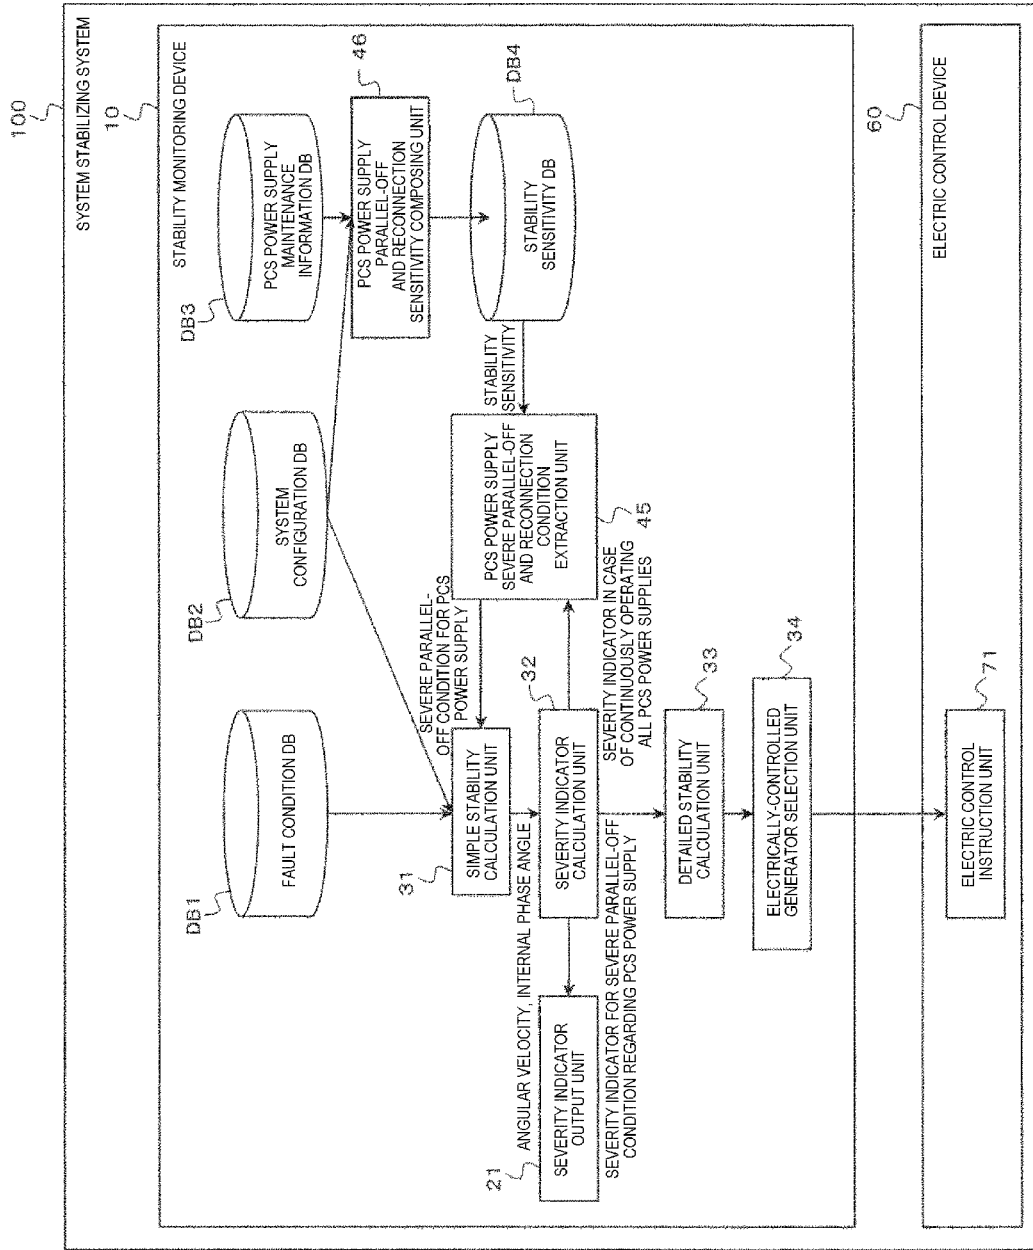 100
SYSTEM STABILIZING SYSTEM
10
STABILITY MONITORING DEVICE
DB1
FAULT CONDITION DB
DB2
SYSTEM
CONFIGURATION DB
DB3
PCS POWER SUPPLY
MAINTENANCE
INFORMATION DB
46
PCS POWER SUPPLY
PARALLEL-OFF
AND RECONNECTION
SENSITIVITY COMPOSING UNIT
DB4
STABILITY
SENSITIVITY DB
STABILITY
SENSITIVITY
PCS POWER SUPPLY
SEVERE PARALLEL-OFF
AND RECONNECTION
CONDITION
EXTRACTION UNIT
45
SEVERE PARALLEL-
OFF CONDITION FOR PCS
POWER SUPPLY
31
SIMPLE STABILITY
CALCULATION UNIT
ANGULAR VELOCITY, INTERNAL PHASE ANGLE
32
SEVERITY INDICATOR
CALCULATION UNIT
SEVERITY INDICATOR IN CASE
OF CONTINUOUSLY OPERATING
ALL PCS POWER SUPPLIES
21
SEVERITY INDICATOR
OUTPUT UNIT
SEVERITY INDICATOR FOR SEVERE PARALLEL-OFF
CONDITION REGARDING PCS POWER SUPPLY
33
DETAILED STABILITY
CALCULATION UNIT
34
ELECTRICALLY-CONTROLLED
GENERATOR SELECTION UNIT
60
ELECTRIC CONTROL DEVICE
71
ELECTRIC CONTROL
INSTRUCTION UNIT